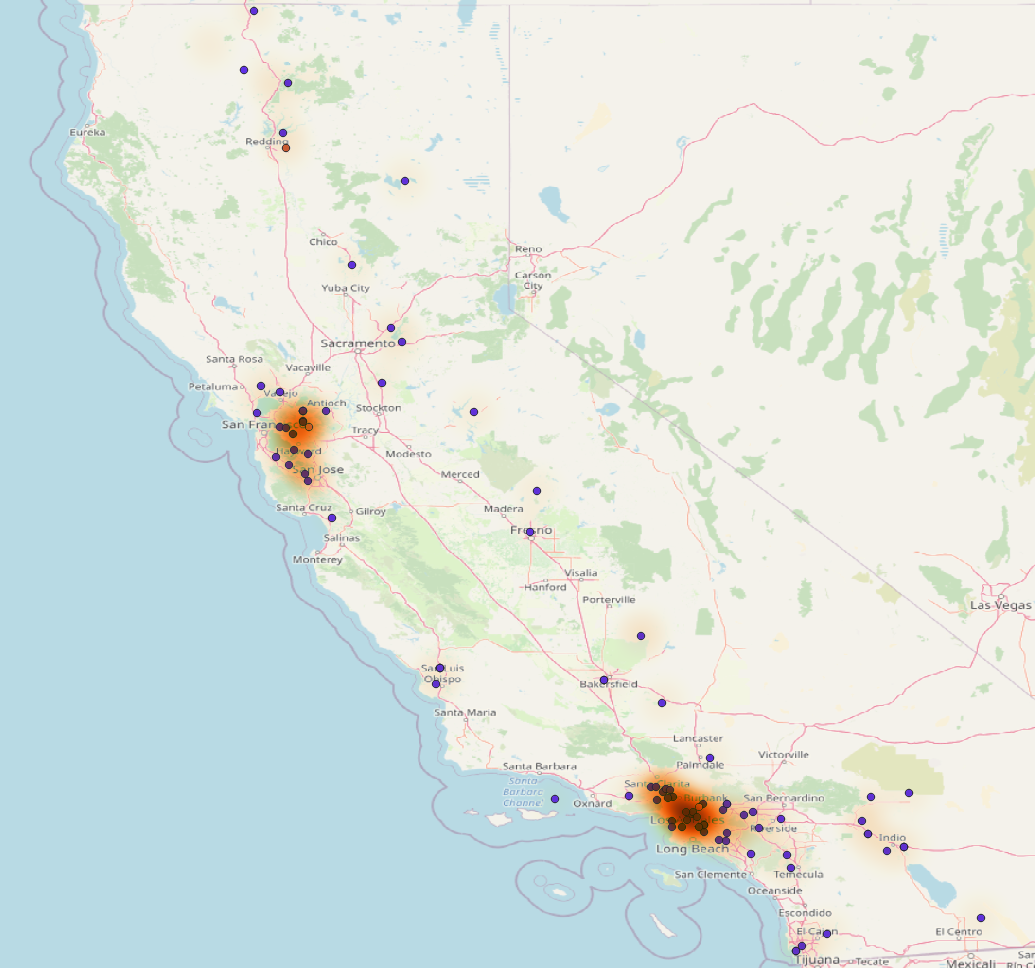 Eureka
Redding
Chico
Reno
Carson
City
Yuba City
Sacramento
Santa Rosa
Vacaville
Petaluma
Vallejo
Antioch
Stockton
San Fran
Tracy
Modesto
San Jose
Merced
Santa Cruz
Gilroy
Madera
Fresno
Salinas
Monterey
Visalia
Hanford
Porterville
Las Vegas
San Luis
Obispo
Bakersfield
Santa Maria
Lancaster
Victorville
Palmdale
Santa Barbara
Santa
Barbara
Channel
Santa Clarita
Burbank
San Bernardino
Oxnard
Los Angeles
Riverside
Indio
Long Beach
San Clemente
Temecula
Oceanside
Escondido
El Cajon
El Centro
Tijuana
Tecate
Mexicali